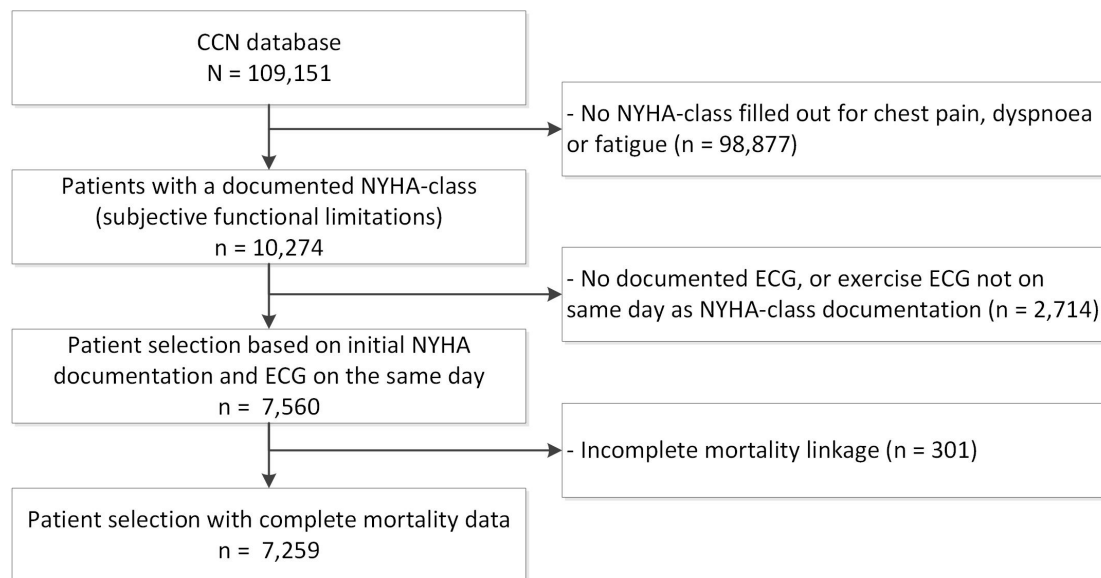 CCN database
N = 109,151
- No NYHA-class filled out for chest pain, dyspnoea
or fatigue (n = 98,877)
Patients with a documented NYHA-class
(subjective functional limitations)
n = 10,274
- No documented ECG, or exercise ECG not on
same day as NYHA-class documentation (n = 2,714)
Patient selection based on initial NYHA
documentation and ECG on the same day
n = 7,560
- Incomplete mortality linkage (n = 301)
Patient selection with complete mortality data
n = 7,259